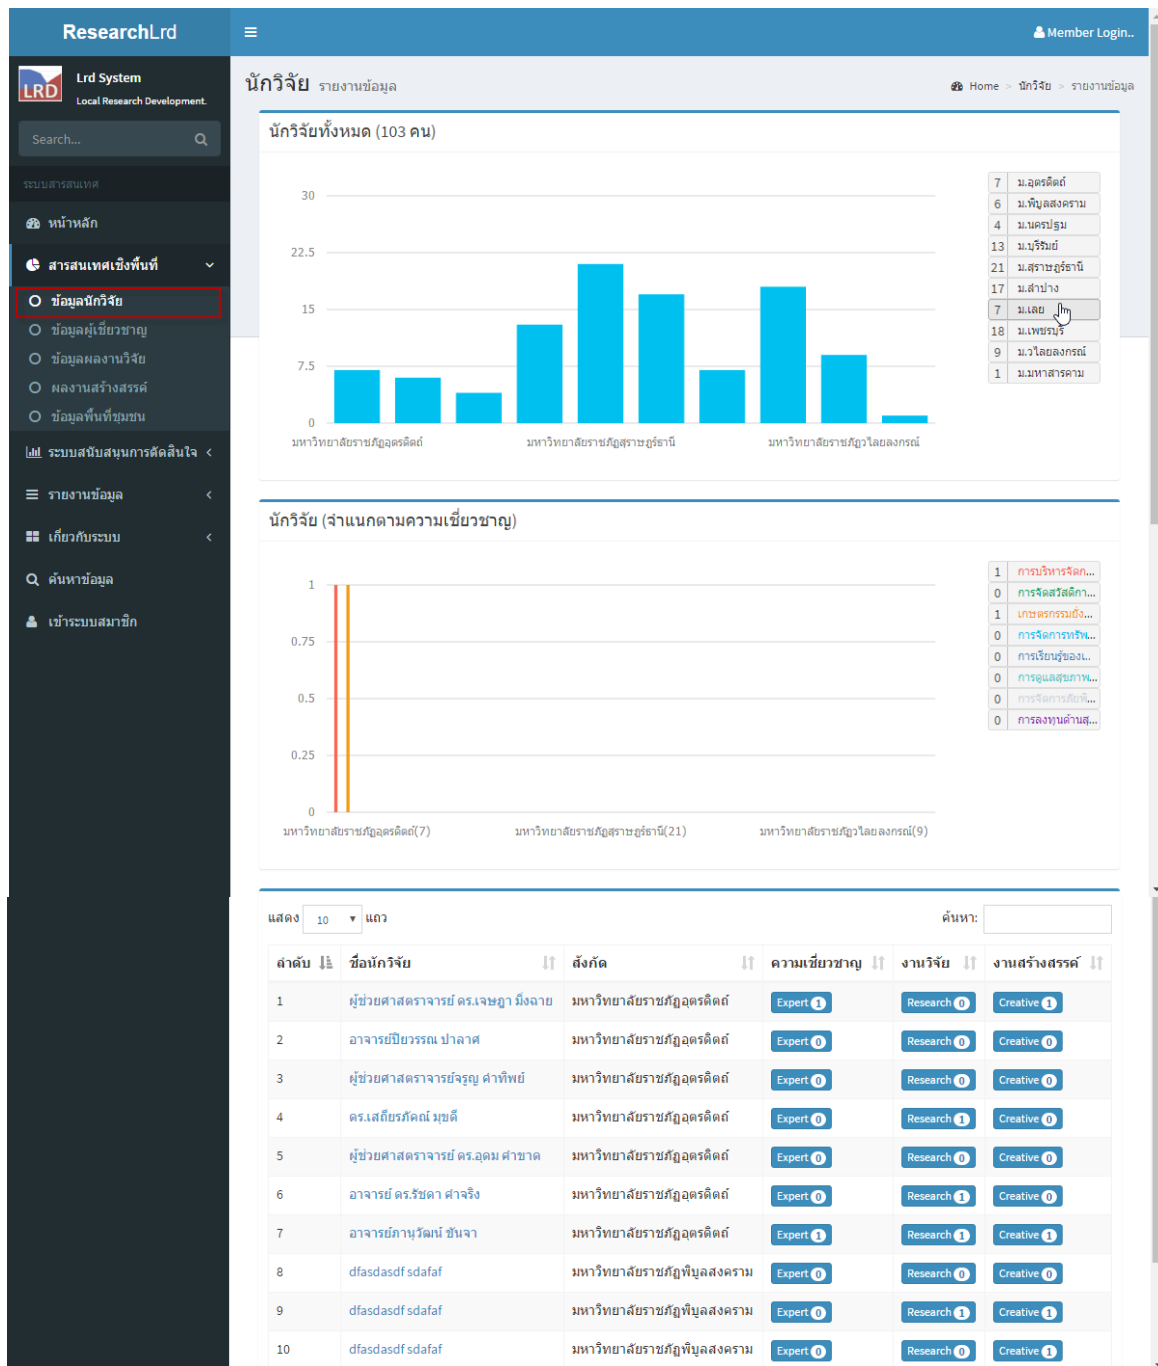 ResearchLrd
Member Login..
Lrd System
Local Research Development.
Search...
ระบบสารสนเทศ
หน้าหลัก
สารสนเทศเชิงพื้นที่
ข้อมูลนักวิจัย
ข้อมูลผู้เชี่ยวชาญ
ข้อมูลผลงานวิจัย
ผลงานสร้างสรรค์
ข้อมูลพื้นที่ชุมชน
ระบบสนับสนุนการตัดสินใจ
รายงานข้อมูล
เกี่ยวกับระบบ
ค้นหาข้อมูล
เข้าระบบสมาชิก
นักวิจัย รายงานข้อมูล
Home > นักวิจัย > รายงานข้อมูล
นักวิจัยทั้งหมด (103 คน)
30
22.5
15
7.5
0
มหาวิทยาลัยราชภัฏอุตรดิตถ์ มหาวิทยาลัยราชภัฏสุราษฎร์ธานี มหาวิทยาลัยราชภัฏวไลยลงกรณ์
7 ม.อุตรดิตถ์
6 ม.พิบูลสงคราม
4 ม.นครปฐม
13 ม.บุรีรัมย์
21 ม.สุราษฎร์ธานี
17 ม.ลำปาง
7 ม.เลย
18 ม.เพชรบุรี
9 ม.วไลยลงกรณ์
1 ม.มหาสารคาม
นักวิจัย (จำแนกตามความเชี่ยวชาญ)
1
0.75
0.5
0.25
0
มหาวิทยาลัยราชภัฏอุตรดิตถ์(7) มหาวิทยาลัยราชภัฏสุราษฎร์ธานี(21) มหาวิทยาลัยราชภัฏวไลยลงกรณ์(9)
1 การบริหารจัดก...
0 การจัดสวัสดิกา...
1 เกษตรกรรมยั่ง...
0 การจัดการทรัพ...
0 การเรียนรู้ของเ...
0 การดูแลสุขภาพ...
0 การจัดการภัยพิ...
0 การลงทุนด้านสุ...
แสดง 10 แถว
ค้นหา:
ลำดับ ชื่อนักวิจัย สังกัด ความเชี่ยวชาญ งานวิจัย งานสร้างสรรค์
1 ผู้ช่วยศาสตราจารย์ ดร.เจษฎา มิ่งฉาย มหาวิทยาลัยราชภัฏอุตรดิตถ์ Expert 1 Research 0 Creative 1
2 อาจารย์ปิยวรรณ ปาลาศ มหาวิทยาลัยราชภัฏอุตรดิตถ์ Expert 0 Research 0 Creative 0
3 ผู้ช่วยศาสตราจารย์จรูญ คำทิพย์ มหาวิทยาลัยราชภัฏอุตรดิตถ์ Expert 0 Research 0 Creative 0
4 ดร.เสถียรภัคณ์ มุขดี มหาวิทยาลัยราชภัฏอุตรดิตถ์ Expert 0 Research 1 Creative 0
5 ผู้ช่วยศาสตราจารย์ ดร.อุดม คำขาด มหาวิทยาลัยราชภัฏอุตรดิตถ์ Expert 0 Research 0 Creative 0
6 อาจารย์ ดร.รัชดา คำจริง มหาวิทยาลัยราชภัฏอุตรดิตถ์ Expert 0 Research 1 Creative 0
7 อาจารย์ภานุวัฒน์ ขันจา มหาวิทยาลัยราชภัฏอุตรดิตถ์ Expert 1 Research 1 Creative 1
8 dfasdasdf sdafaf มหาวิทยาลัยราชภัฏพิบูลสงคราม Expert 0 Research 0 Creative 0
9 dfasdasdf sdafaf มหาวิทยาลัยราชภัฏพิบูลสงคราม Expert 0 Research 1 Creative 1
10 dfasdasdf sdafaf มหาวิทยาลัยราชภัฏพิบูลสงคราม Expert 0 Research 0 Creative 1